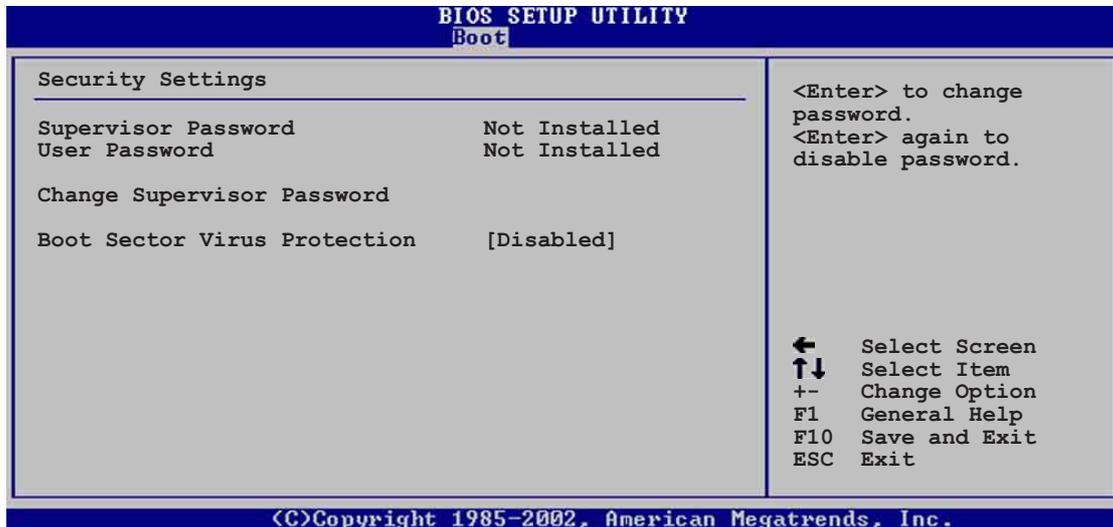 BIOS SETUP UTILITY
Boot
Security Settings
Supervisor Password Not Installed
User Password Not Installed
Change Supervisor Password
Boot Sector Virus Protection [Disabled]
<Enter> to change
password.
<Enter> again to
disable password.
← Select Screen
↑↓ Select Item
+- Change Option
F1 General Help
F10 Save and Exit
ESC Exit
(C)Copyright 1985-2002, American Megatrends, Inc.